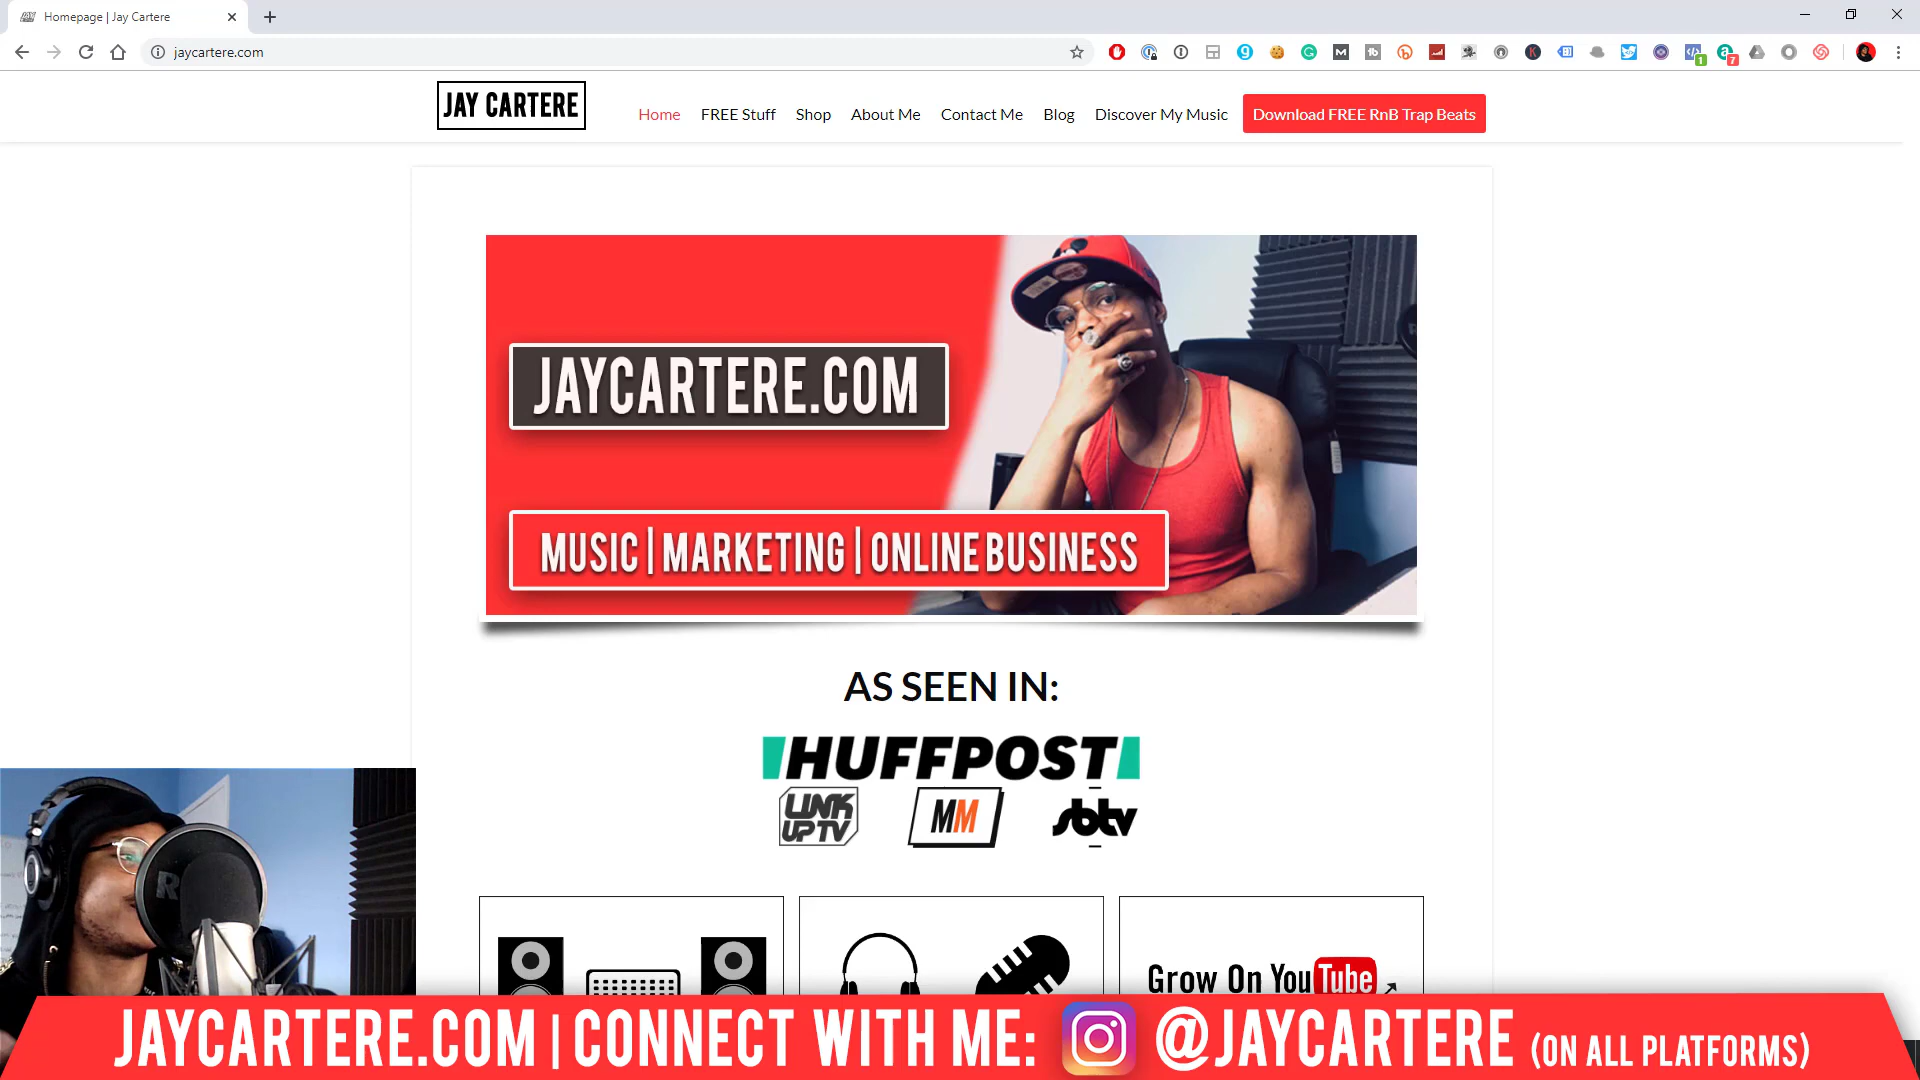 Homepage | Jay Cartere
jaycartere.com
JAY CARTERE
Home FREE Stuff Shop About Me Contact Me Blog Discover My Music Download FREE RnB Trap Beats
JAYCARTERE.COM
MUSIC | MARKETING | ONLINE BUSINESS
AS SEEN IN:
HUFFPOST
LINK UP TV
MM
sbtv
Grow On YouTube
JAYCARTERE.COM | CONNECT WITH ME: @JAYCARTERE (ON ALL PLATFORMS)